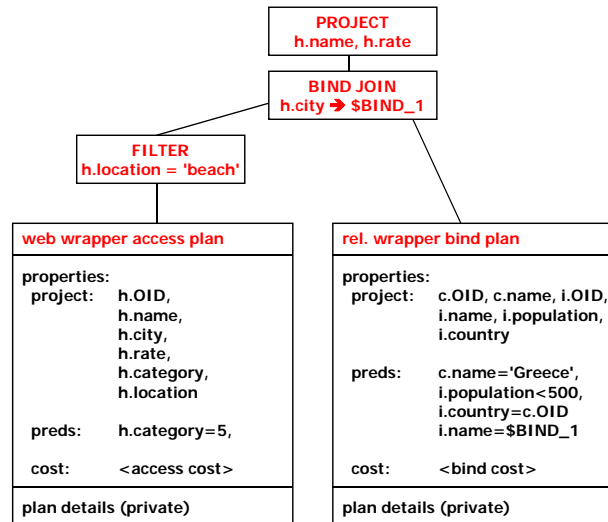 PROJECT
h.name, h.rate
BIND JOIN
h.city ➔ $BIND_1
FILTER
h.location = 'beach'
web wrapper access plan
properties:
project: h.OID,
h.name,
h.city,
h.rate,
h.category,
h.location
preds: h.category=5,
cost: <access cost>
plan details (private)
rel. wrapper bind plan
properties:
project: c.OID, c.name, i.OID,
i.name, i.population,
i.country
preds: c.name='Greece',
i.population<500,
i.country=c.OID
i.name=$BIND_1
cost: <bind cost>
plan details (private)